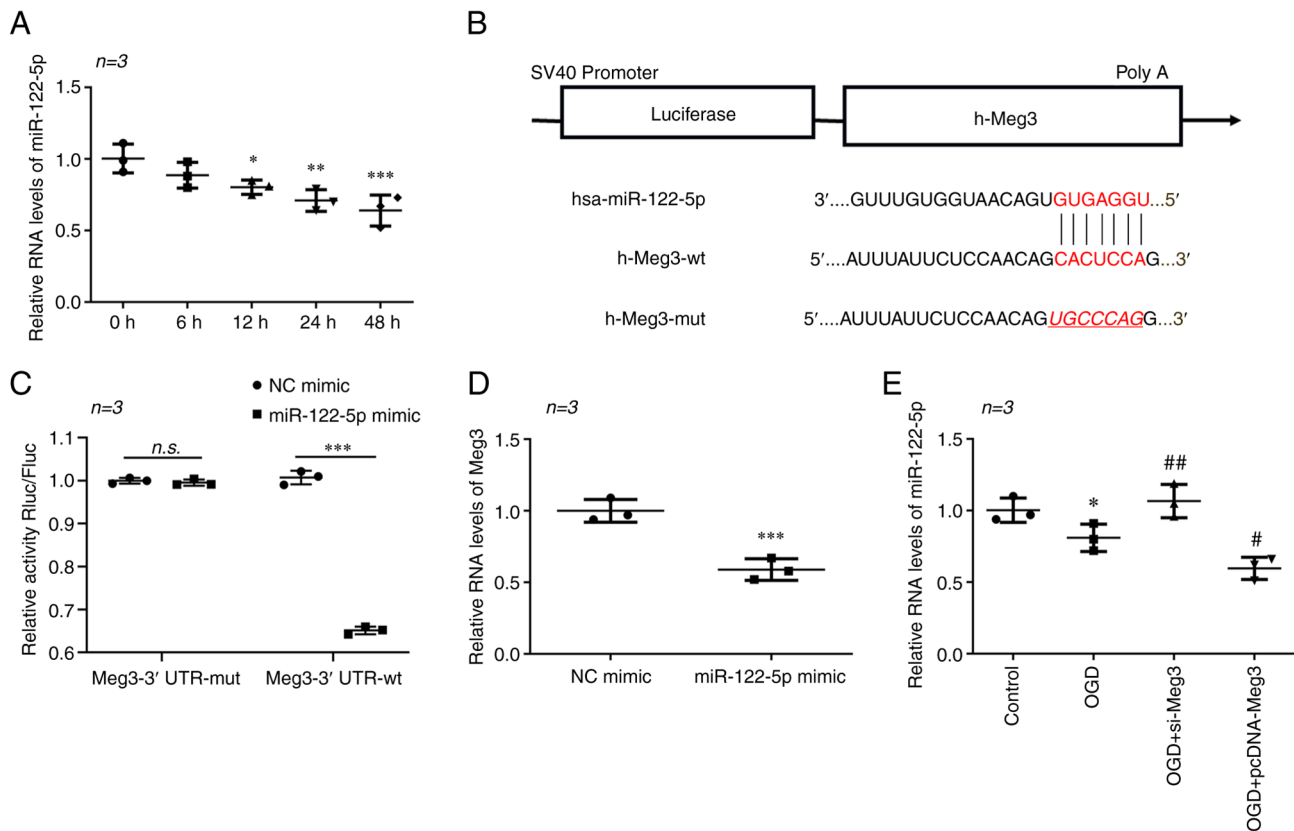 A
n=3
Relative RNA levels of miR-122-5p
1.5
1.0
0.5
0.0
*
**
***
0 h 6 h 12 h 24 h 48 h
B
SV40 Promoter Poly A
Luciferase h-Meg3
hsa-miR-122-5p 3′....GUUUGUGGUAACAGUGUGAGGU...5′
h-Meg3-wt 5′....AUUUAUUCUCCAACAGCACUCCAG...3′
h-Meg3-mut 5′....AUUUAUUCUCCAACAGUGCCCAGG...3′
C
NC mimic
miR-122-5p mimic
n=3
Relative activity Rluc/Fluc
1.1
1.0
0.9
0.8
0.7
0.6
n.s.
***
Meg3-3′ UTR-mut Meg3-3′ UTR-wt
D
n=3
Relative RNA levels of Meg3
1.5
1.0
0.5
0.0
***
NC mimic miR-122-5p mimic
E
n=3
Relative RNA levels of miR-122-5p
1.5
1.0
0.5
0.0
*
##
#
Control
OGD
OGD+si-Meg3
OGD+pcDNA-Meg3